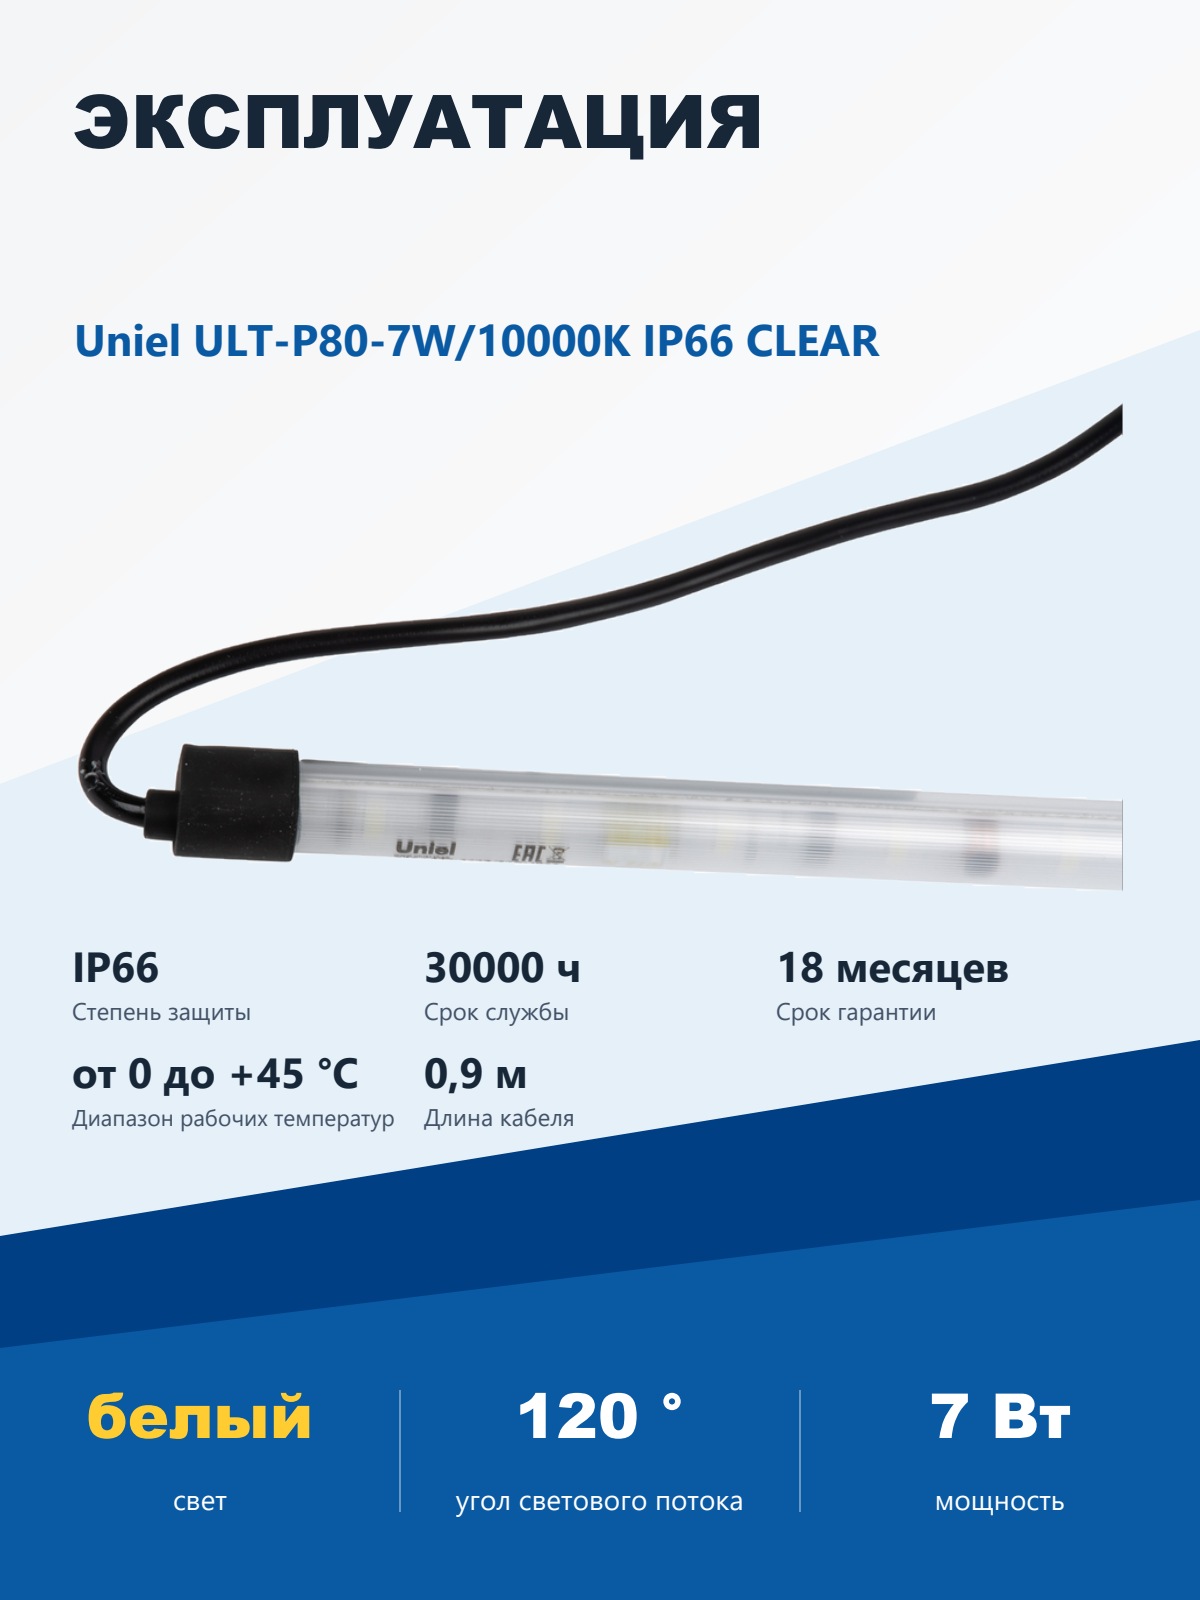 ЭКСПЛУАТАЦИЯ
Uniel ULT-P80-7W/10000K IP66 CLEAR
Uniel
EAC
IP66
Степень защиты
30000 ч
Срок службы
18 месяцев
Срок гарантии
от 0 до +45 °C
Диапазон рабочих температур
0,9 м
Длина кабеля
белый
свет
120 °
угол светового потока
7 Вт
мощность